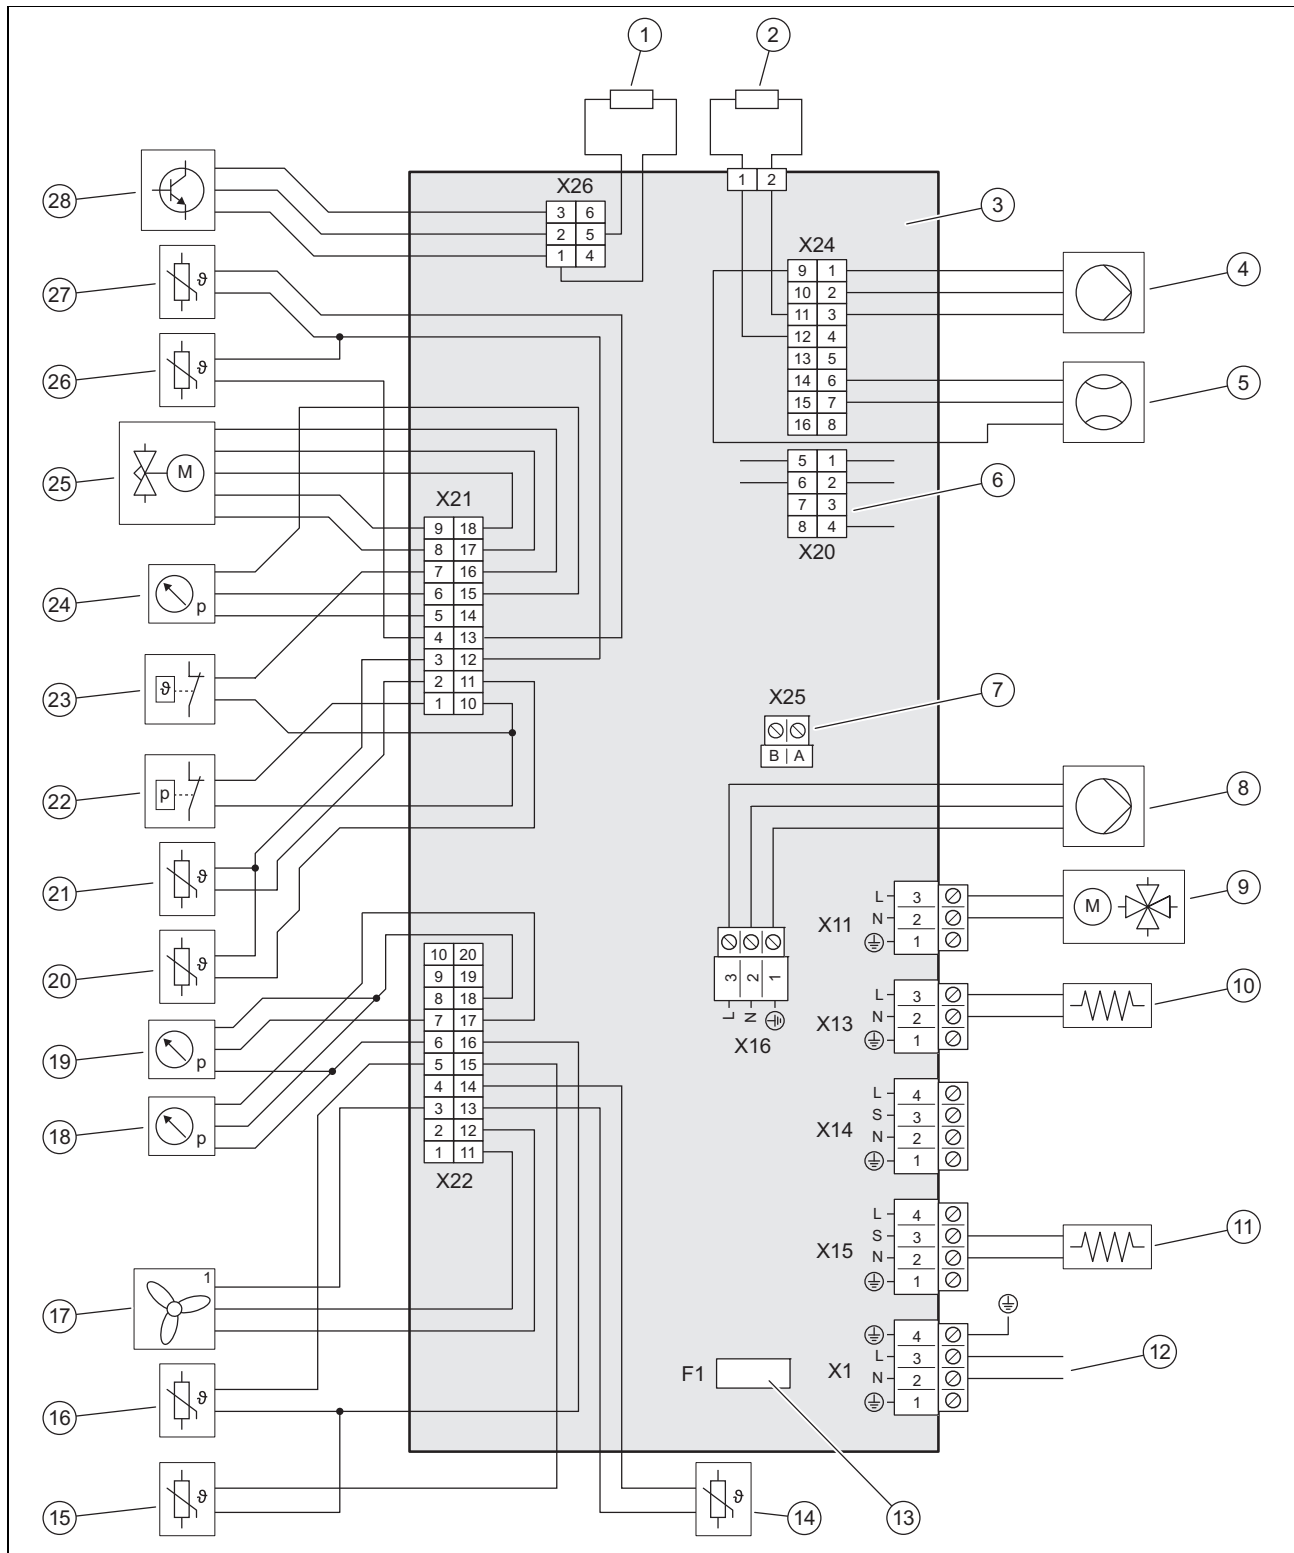 1
2
28
X26
3 6
2 5
1 4
1 2
3
X24
9 1
10 2
11 3
12 4
13 5
14 6
15 7
16 8
4
27
ϑ
26
ϑ
5
25
M
5 1
6 2
7 3
8 4
X20
6
X21
9 18
8 17
7 16
6 15
5 14
4 13
3 12
2 11
1 10
24
p
23
ϑ
X25
B A
7
22
p
8
21
ϑ
X11
L 3
N 2
1
M
9
20
ϑ
3 2 1
L N
X16
X13
L 3
N 2
1
10
10 20
9 19
8 18
7 17
6 16
5 15
4 14
3 13
2 12
1 11
X22
19
p
18
p
X14
L 4
S 3
N 2
1
X15
L 4
S 3
N 2
1
11
17
1
F1
X1
4
L 3
N 2
1
12
16
ϑ
15
ϑ
ϑ
14
13